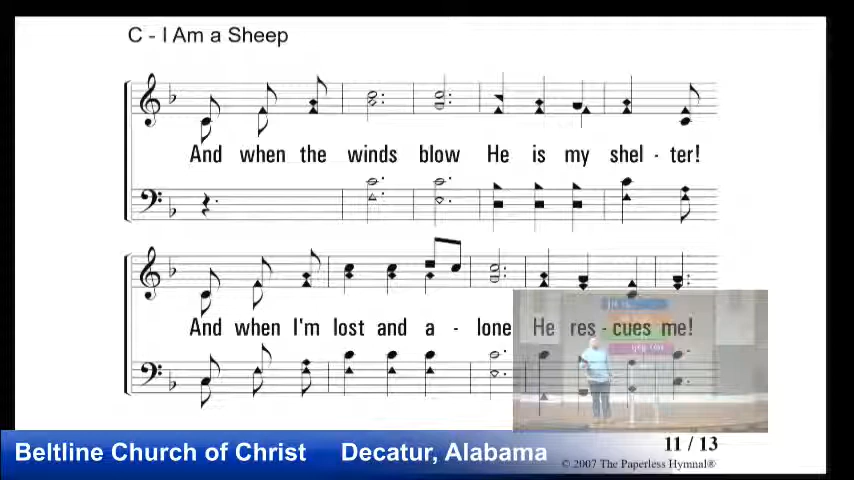 C - I Am a Sheep
And when the winds blow He is my shel - ter!
And when I'm lost and a - lone He res - cues me!
11 / 13
Beltline Church of Christ Decatur, Alabama
© 2007 The Paperless Hymnal®